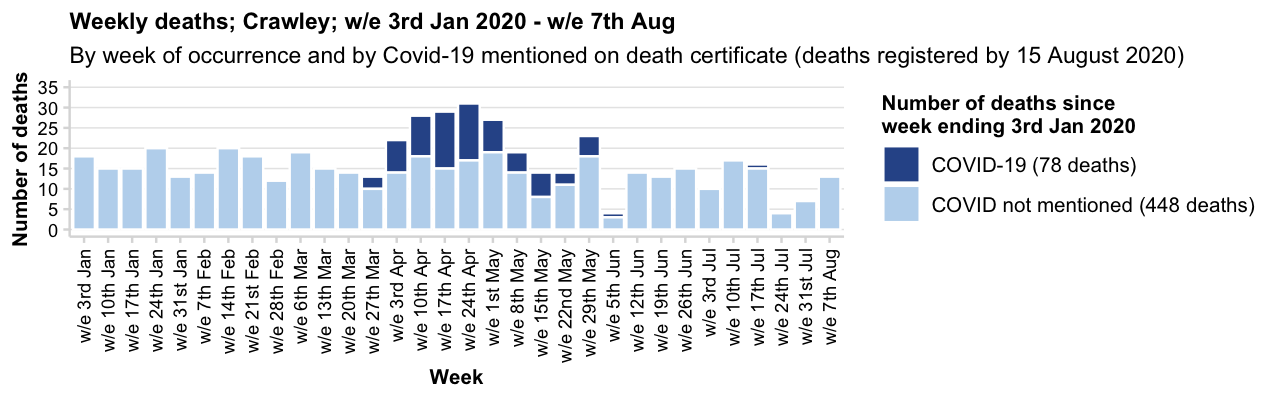 Weekly deaths; Crawley; w/e 3rd Jan 2020 - w/e 7th Aug
By week of occurrence and by Covid-19 mentioned on death certificate (deaths registered by 15 August 2020)
Number of deaths
35
30
25
20
15
10
5
0
w/e 3rd Jan
w/e 10th Jan
w/e 17th Jan
w/e 24th Jan
w/e 31st Jan
w/e 7th Feb
w/e 14th Feb
w/e 21st Feb
w/e 28th Feb
w/e 6th Mar
w/e 13th Mar
w/e 20th Mar
w/e 27th Mar
w/e 3rd Apr
w/e 10th Apr
w/e 17th Apr
w/e 24th Apr
w/e 1st May
w/e 8th May
w/e 15th May
w/e 22nd May
w/e 29th May
w/e 5th Jun
w/e 12th Jun
w/e 19th Jun
w/e 26th Jun
w/e 3rd Jul
w/e 10th Jul
w/e 17th Jul
w/e 24th Jul
w/e 31st Jul
w/e 7th Aug
Week
Number of deaths since
week ending 3rd Jan 2020
COVID-19 (78 deaths)
COVID not mentioned (448 deaths)